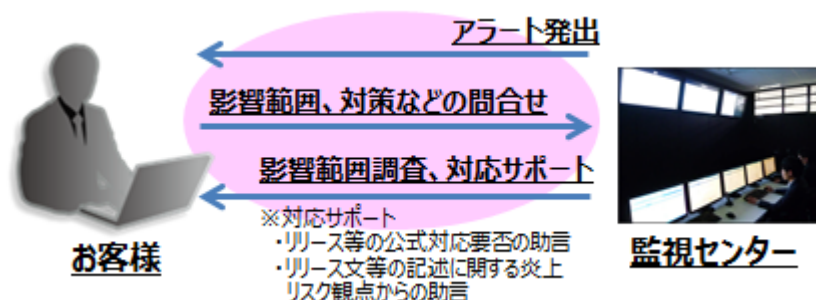 アラート発出
影響範囲、対策などの問合せ
影響範囲調査、対応サポート
※対応サポート
・リリース等の公式対応要否の助言
・リリース文等の記述に関する炎上
リスク観点からの助言
お客様
監視センター